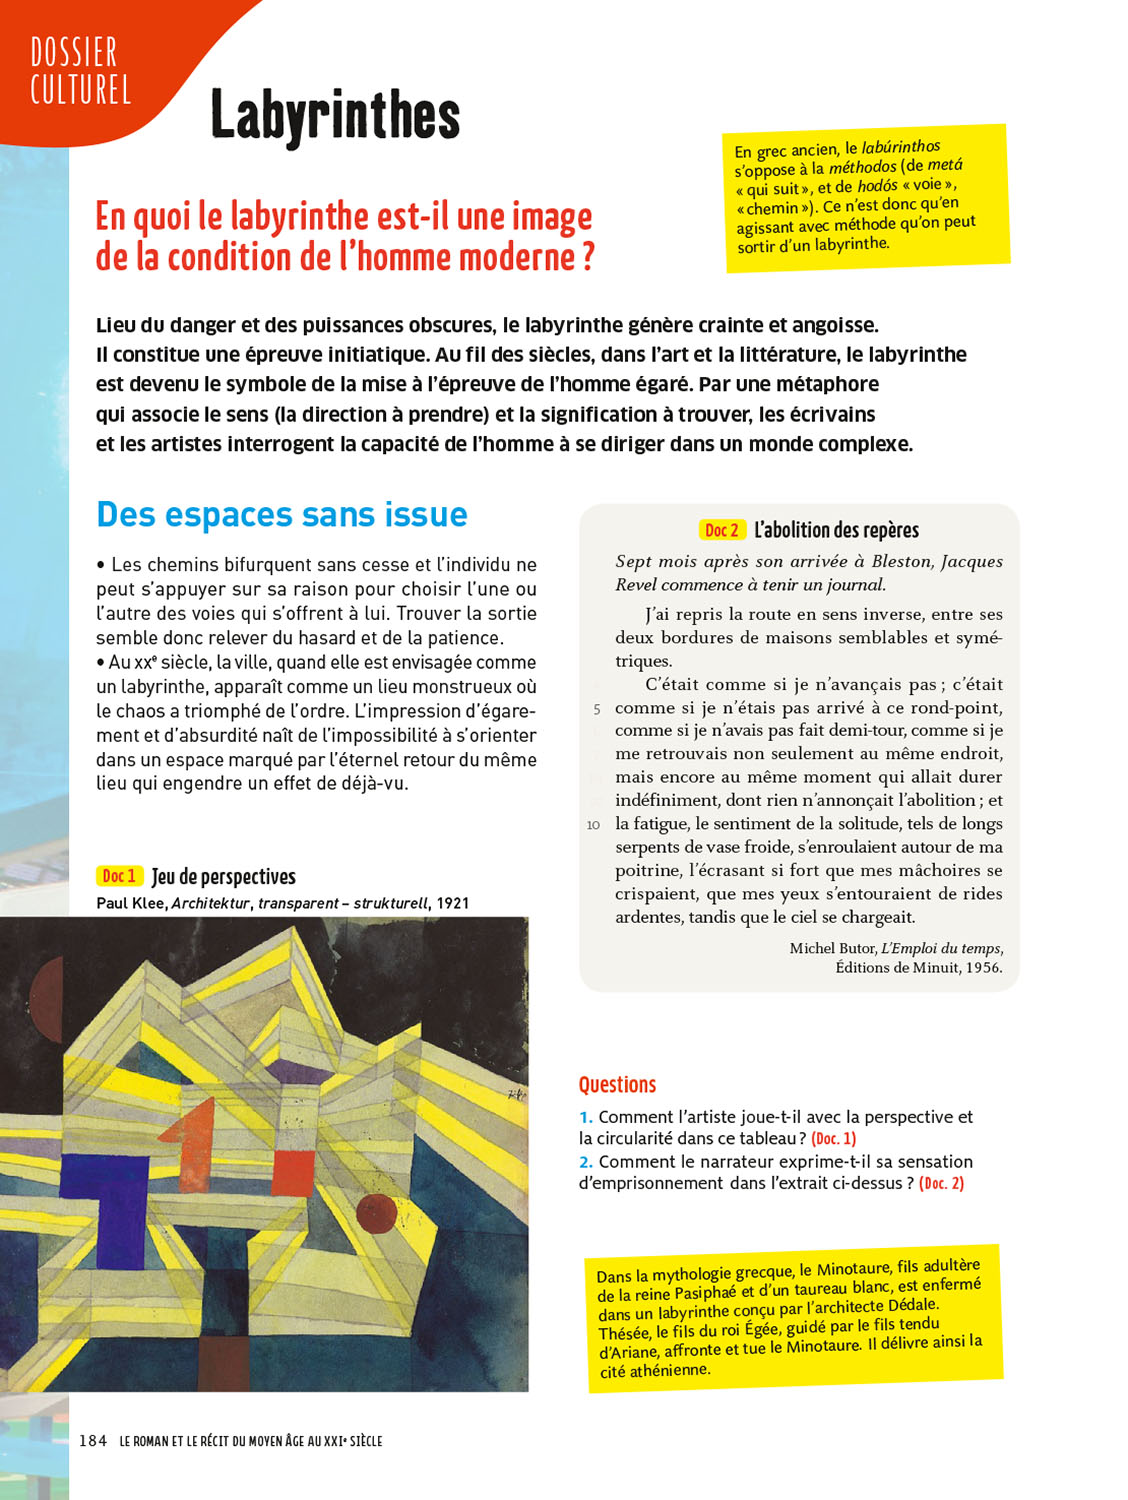 DOSSIER
CULTUREL
Labyrinthes
En grec ancien, le labúrinthos
s'oppose à la méthodos (de metá
« qui suit », et de hodós « voie »,
« chemin »). Ce n'est donc qu'en
agissant avec méthode qu'on peut
sortir d'un labyrinthe.
En quoi le labyrinthe est-il une image
de la condition de l'homme moderne ?
Lieu du danger et des puissances obscures, le labyrinthe génère crainte et angoisse.
Il constitue une épreuve initiatique. Au fil des siècles, dans l'art et la littérature, le labyrinthe
est devenu le symbole de la mise à l'épreuve de l'homme égaré. Par une métaphore
qui associe le sens (la direction à prendre) et la signification à trouver, les écrivains
et les artistes interrogent la capacité de l'homme à se diriger dans un monde complexe.
Des espaces sans issue
• Les chemins bifurquent sans cesse et l'individu ne
peut s'appuyer sur sa raison pour choisir l'une ou
l'autre des voies qui s'offrent à lui. Trouver la sortie
semble donc relever du hasard et de la patience.
• Au XXe siècle, la ville, quand elle est envisagée comme
un labyrinthe, apparaît comme un lieu monstrueux où
le chaos a triomphé de l'ordre. L'impression d'égare-
ment et d'absurdité naît de l'impossibilité à s'orienter
dans un espace marqué par l'éternel retour du même
lieu qui engendre un effet de déjà-vu.
Doc 1 Jeu de perspectives
Paul Klee, Architektur, transparent – strukturell, 1921
Doc 2 L'abolition des repères
Sept mois après son arrivée à Bleston, Jacques
Revel commence à tenir un journal.
J'ai repris la route en sens inverse, entre ses
deux bordures de maisons semblables et symé-
triques.
C'était comme si je n'avançais pas ; c'était
5 comme si je n'étais pas arrivé à ce rond-point,
comme si je n'avais pas fait demi-tour, comme si je
me retrouvais non seulement au même endroit,
mais encore au même moment qui allait durer
indéfiniment, dont rien n'annonçait l'abolition ; et
10 la fatigue, le sentiment de la solitude, tels de longs
serpents de vase froide, s'enroulaient autour de ma
poitrine, l'écrasant si fort que mes mâchoires se
crispaient, que mes yeux s'entouraient de rides
ardentes, tandis que le ciel se chargeait.
Michel Butor, L'Emploi du temps,
Éditions de Minuit, 1956.
Questions
1. Comment l'artiste joue-t-il avec la perspective et
la circularité dans ce tableau ? (Doc. 1)
2. Comment le narrateur exprime-t-il sa sensation
d'emprisonnement dans l'extrait ci-dessus ? (Doc. 2)
Dans la mythologie grecque, le Minotaure, fils adultère
de la reine Pasiphaé et d'un taureau blanc, est enfermé
dans un labyrinthe conçu par l'architecte Dédale.
Thésée, le fils du roi Égée, guidé par le fils tendu
d'Ariane, affronte et tue le Minotaure. Il délivre ainsi la
cité athénienne.
184 LE ROMAN ET LE RÉCIT DU MOYEN ÂGE AU XXIe SIÈCLE